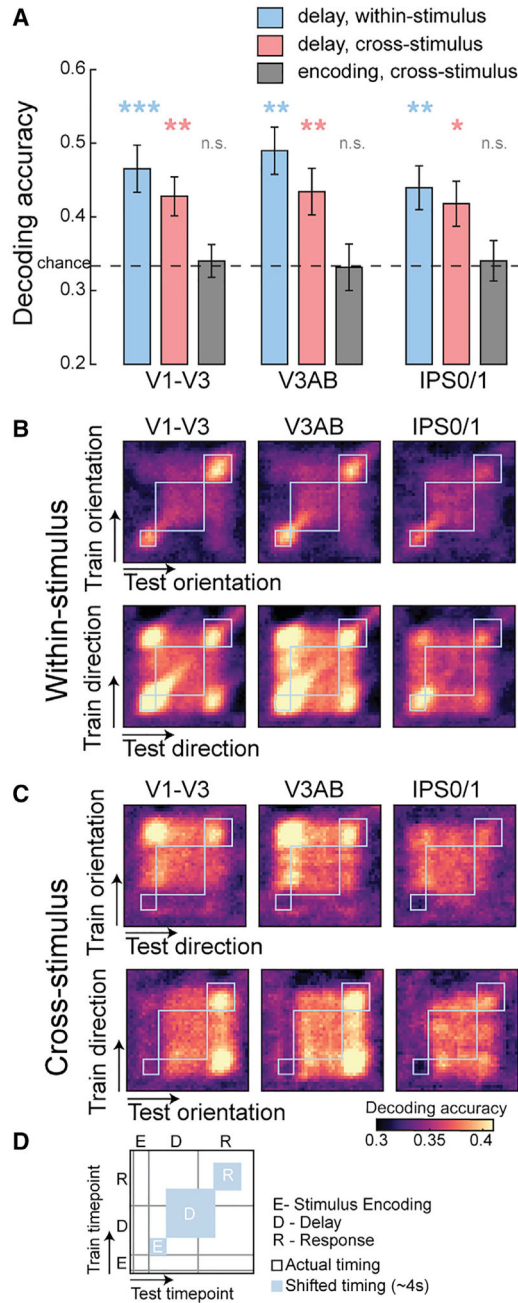 A
delay, within-stimulus
delay, cross-stimulus
encoding, cross-stimulus
Decoding accuracy
0.6
0.5
0.4
chance
0.3
0.2
*** ** n.s.
** ** n.s.
** * n.s.
V1-V3 V3AB IPS0/1
B
V1-V3 V3AB IPS0/1
Within-stimulus
Train orientation
Test orientation
Train direction
Test direction
C
V1-V3 V3AB IPS0/1
Cross-stimulus
Train orientation
Test direction
Train direction
Test orientation
Decoding accuracy
0.3 0.35 0.4
D
E D R
Train timepoint
R
D
E
R
D
E
Test timepoint
E- Stimulus Encoding
D - Delay
R - Response
Actual timing
Shifted timing (~4s)